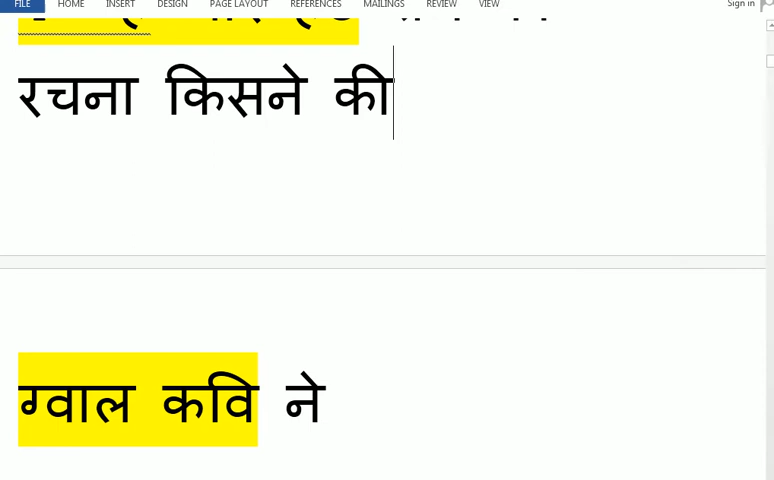 FILE HOME INSERT DESIGN PAGE LAYOUT REFERENCES MAILINGS REVIEW VIEW Sign in
रचना किसने की
ग्वाल कवि ने